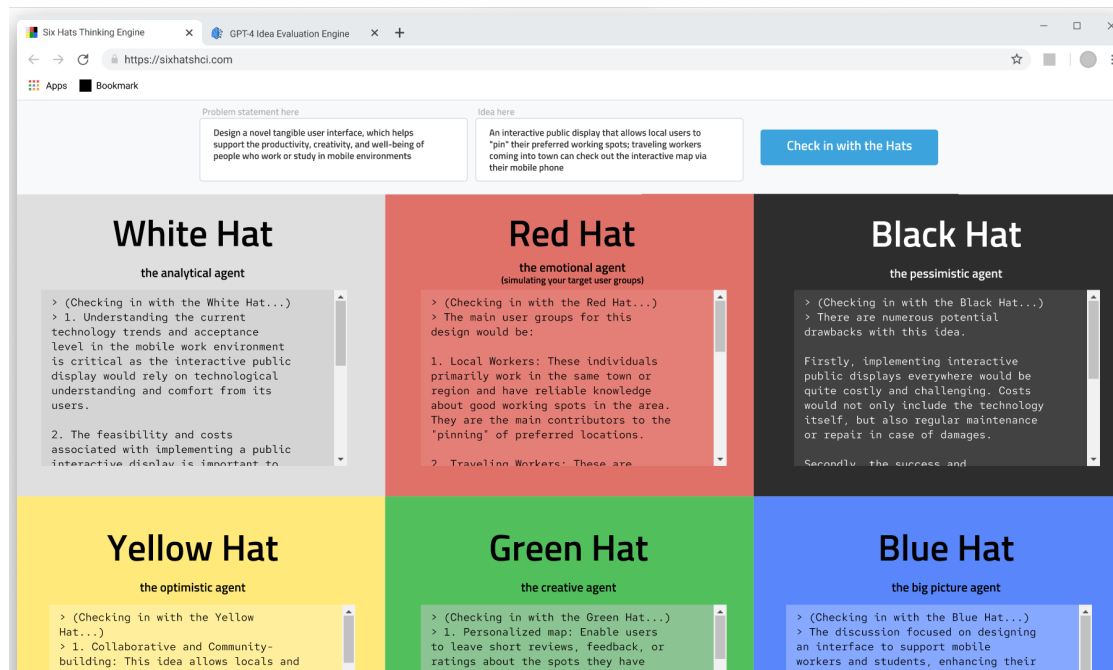 Six Hats Thinking Engine
GPT-4 Idea Evaluation Engine
https://sixhatshci.com
Apps
Bookmark
Problem statement here
Design a novel tangible user interface, which helps
support the productivity, creativity, and well-being of
people who work or study in mobile environments
Idea here
An interactive public display that allows local users to
"pin" their preferred working spots; traveling workers
coming into town can check out the interactive map via
their mobile phone
Check in with the Hats
White Hat
the analytical agent
> (Checking in with the White Hat...)
> 1. Understanding the current
technology trends and acceptance
level in the mobile work environment
is critical as the interactive public
display would rely on technological
understanding and comfort from its
users.
2. The feasibility and costs
associated with implementing a public
interactive display is important to
Red Hat
the emotional agent
(simulating your target user groups)
> (Checking in with the Red Hat...)
> The main user groups for this
design would be:
1. Local Workers: These individuals
primarily work in the same town or
region and have reliable knowledge
about good working spots in the area.
They are the main contributors to the
"pinning" of preferred locations.
2. Traveling Workers: These are
Black Hat
the pessimistic agent
> (Checking in with the Black Hat...)
> There are numerous potential
drawbacks with this idea.
Firstly, implementing interactive
public displays everywhere would be
quite costly and challenging. Costs
would not only include the technology
itself, but also regular maintenance
or repair in case of damages.
Secondly, the success and
Yellow Hat
the optimistic agent
> (Checking in with the Yellow
Hat...)
> 1. Collaborative and Community-
building: This idea allows locals and
Green Hat
the creative agent
> (Checking in with the Green Hat...)
> 1. Personalized map: Enable users
to leave short reviews, feedback, or
ratings about the spots they have
Blue Hat
the big picture agent
> (Checking in with the Blue Hat...)
> The discussion focused on designing
an interface to support mobile
workers and students, enhancing their